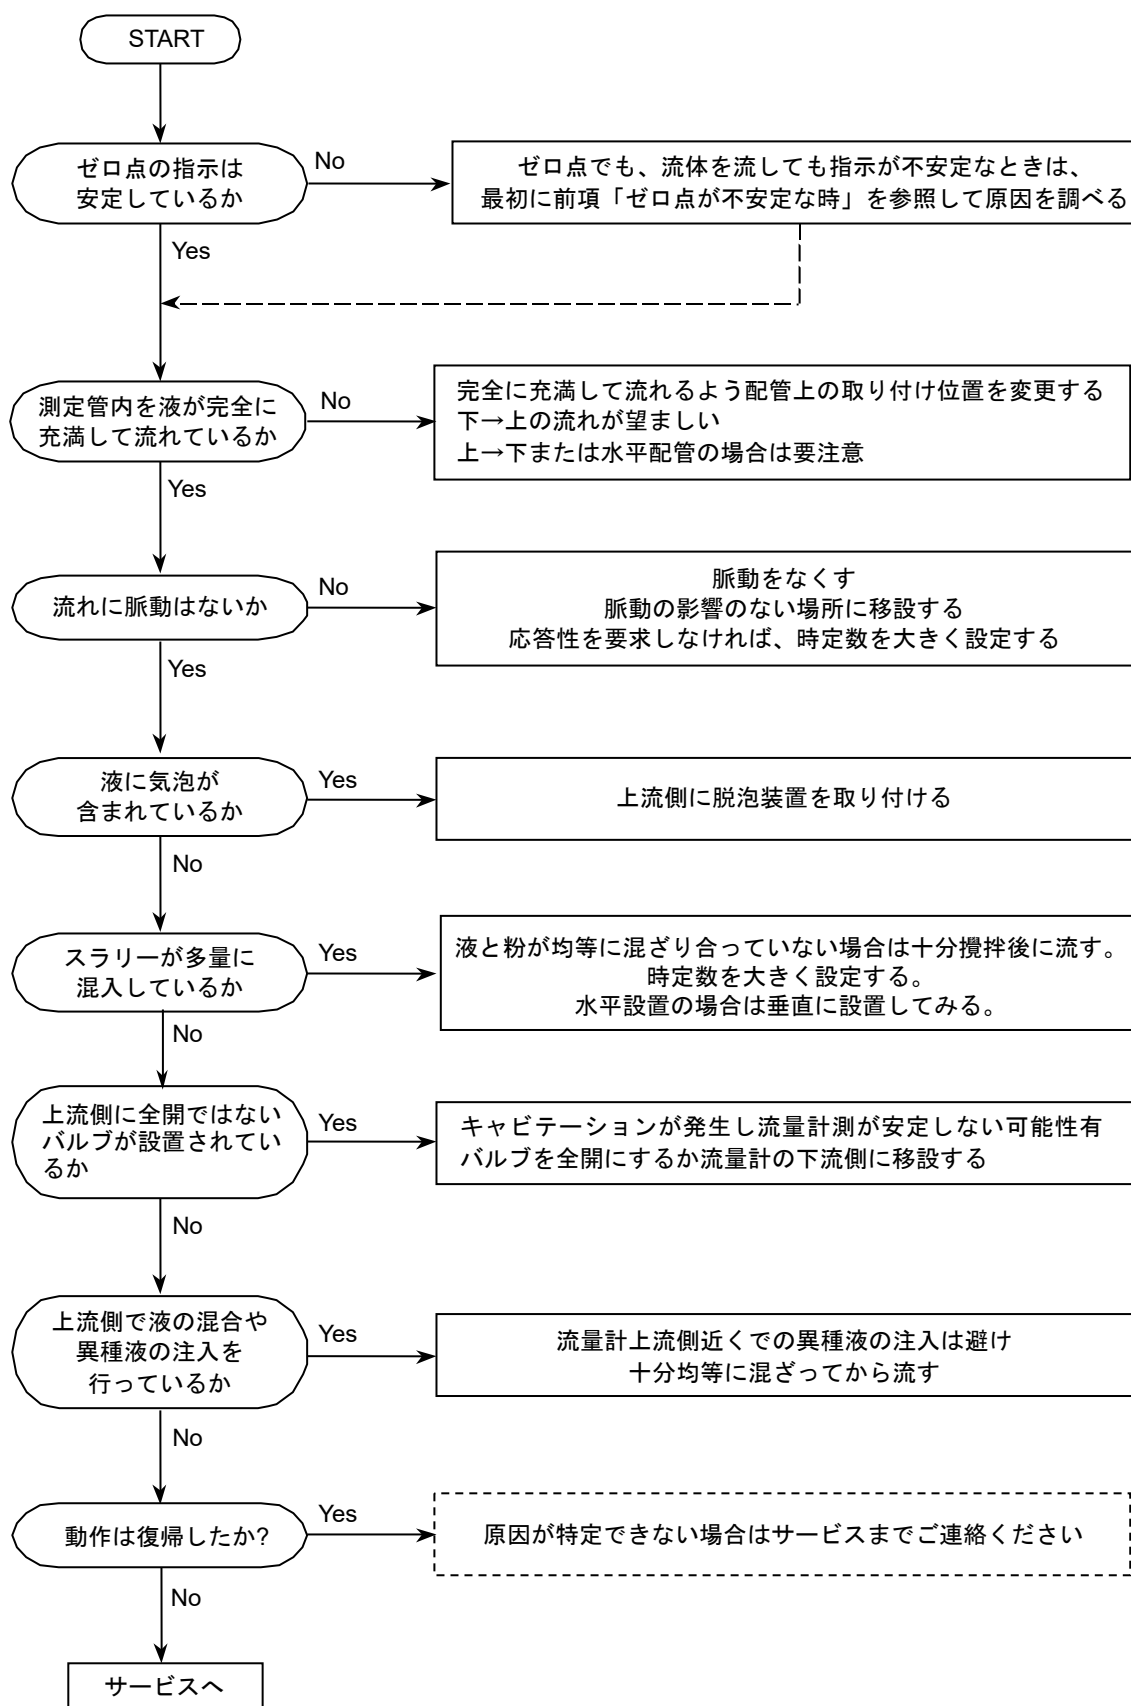 START
ゼロ点の指示は
安定しているか
No
ゼロ点でも、流体を流しても指示が不安定なときは、
最初に前項「ゼロ点が不安定な時」を参照して原因を調べる
Yes
測定管内を液が完全に
充満して流れているか
No
完全に充満して流れるよう配管上の取り付け位置を変更する
下→上の流れが望ましい
上→下または水平配管の場合は要注意
Yes
流れに脈動はないか
No
脈動をなくす
脈動の影響のない場所に移設する
応答性を要求しなければ、時定数を大きく設定する
Yes
液に気泡が
含まれているか
Yes
上流側に脱泡装置を取り付ける
No
スラリーが多量に
混入しているか
Yes
液と粉が均等に混ざり合っていない場合は十分攪拌後に流す。
時定数を大きく設定する。
水平設置の場合は垂直に設置してみる。
No
上流側に全開ではない
バルブが設置されてい
るか
Yes
キャビテーションが発生し流量計測が安定しない可能性有
バルブを全開にするか流量計の下流側に移設する
No
上流側で液の混合や
異種液の注入を
行っているか
Yes
流量計上流側近くでの異種液の注入は避け
十分均等に混ざってから流す
No
動作は復帰したか?
Yes
原因が特定できない場合はサービスまでご連絡ください
No
サービスへ